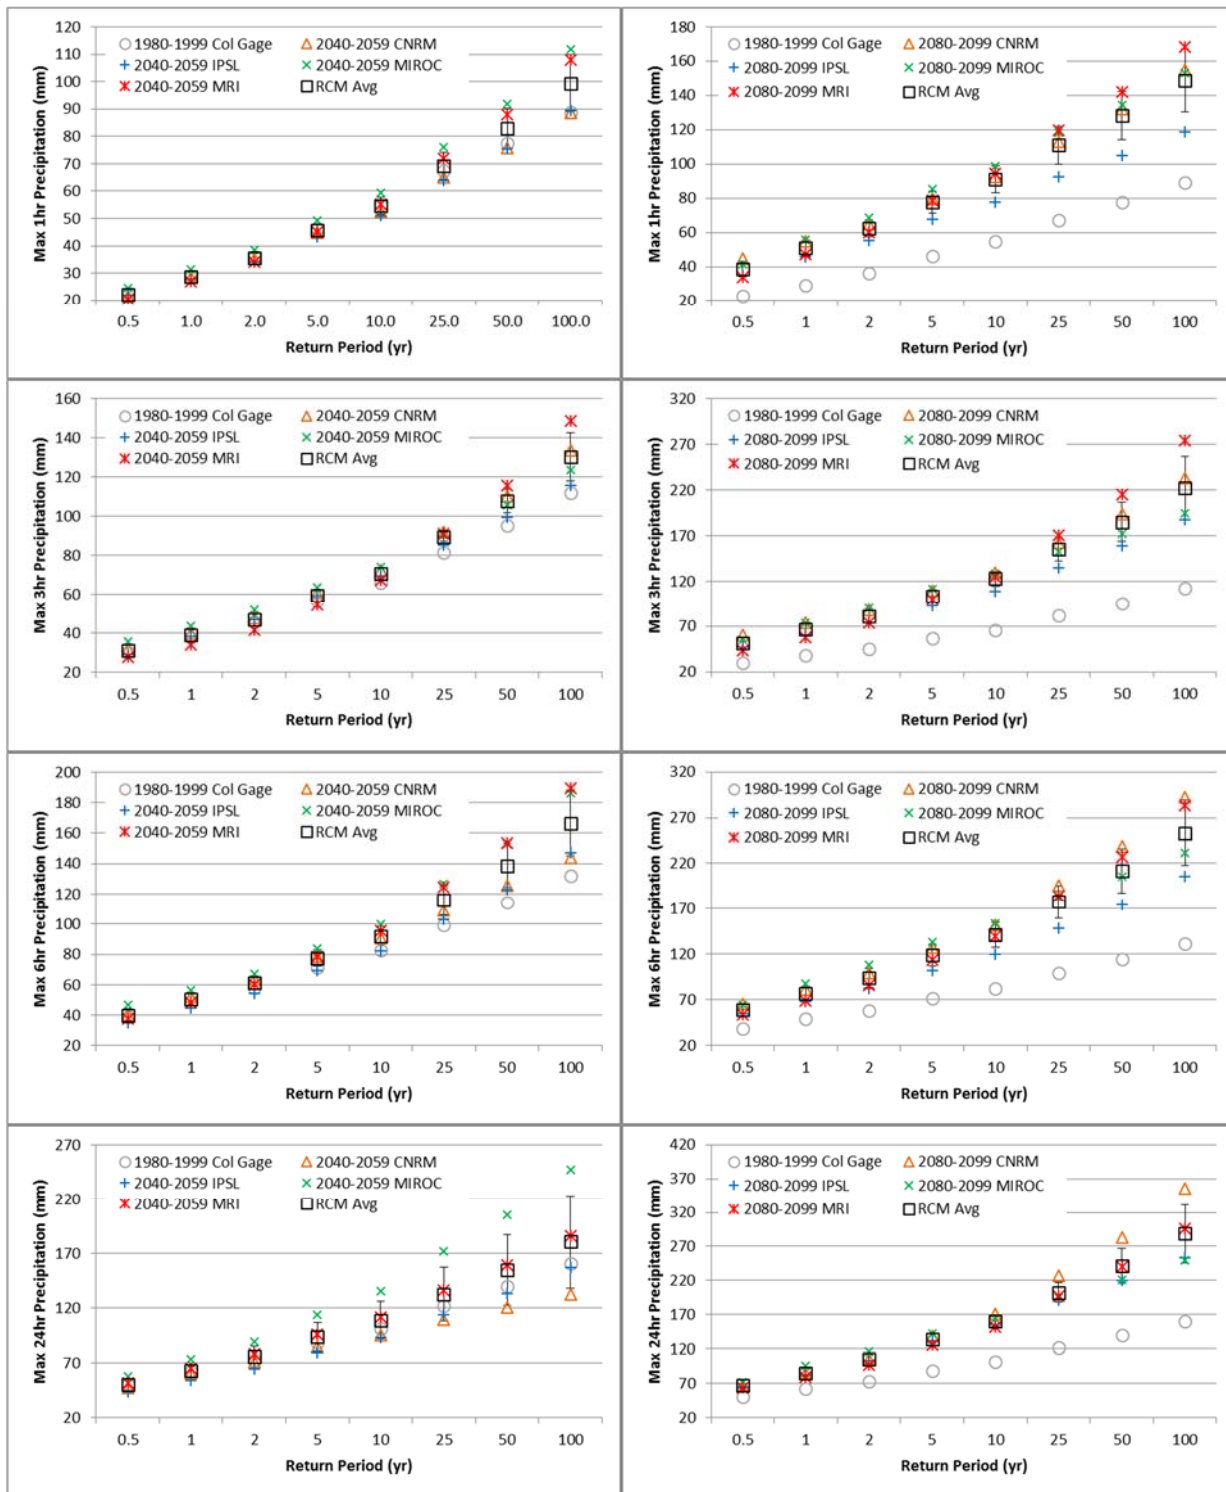 120
110
100
90
80
70
60
50
40
30
20
Max 1hr Precipitation (mm)
1980-1999 Col Gage 2040-2059 CNRM
2040-2059 IPSL 2040-2059 MIROC
2040-2059 MRI RCM Avg
0.5 1.0 2.0 5.0 10.0 25.0 50.0 100.0
Return Period (yr)
180
160
140
120
100
80
60
40
20
Max 1hr Precipitation (mm)
1980-1999 Col Gage 2080-2099 CNRM
2080-2099 IPSL 2080-2099 MIROC
2080-2099 MRI RCM Avg
0.5 1 2 5 10 25 50 100
Return Period (yr)
160
140
120
100
80
60
40
20
Max 3hr Precipitation (mm)
1980-1999 Col Gage 2040-2059 CNRM
2040-2059 IPSL 2040-2059 MIROC
2040-2059 MRI RCM Avg
0.5 1 2 5 10 25 50 100
Return Period (yr)
320
270
220
170
120
70
20
Max 3hr Precipitation (mm)
1980-1999 Col Gage 2080-2099 CNRM
2080-2099 IPSL 2080-2099 MIROC
2080-2099 MRI RCM Avg
0.5 1 2 5 10 25 50 100
Return Period (yr)
200
180
160
140
120
100
80
60
40
20
Max 6hr Precipitation (mm)
1980-1999 Col Gage 2040-2059 CNRM
2040-2059 IPSL 2040-2059 MIROC
2040-2059 MRI RCM Avg
0.5 1 2 5 10 25 50 100
Return Period (yr)
320
270
220
170
120
70
20
Max 6hr Precipitation (mm)
1980-1999 Col Gage 2080-2099 CNRM
2080-2099 IPSL 2080-2099 MIROC
2080-2099 MRI RCM Avg
0.5 1 2 5 10 25 50 100
Return Period (yr)
270
220
170
120
70
20
Max 24hr Precipitation (mm)
1980-1999 Col Gage 2040-2059 CNRM
2040-2059 IPSL 2040-2059 MIROC
2040-2059 MRI RCM Avg
0.5 1 2 5 10 25 50 100
Return Period (yr)
420
370
320
270
220
170
120
70
20
Max 24hr Precipitation (mm)
1980-1999 Col Gage 2080-2099 CNRM
2080-2099 IPSL 2080-2099 MIROC
2080-2099 MRI RCM Avg
0.5 1 2 5 10 25 50 100
Return Period (yr)